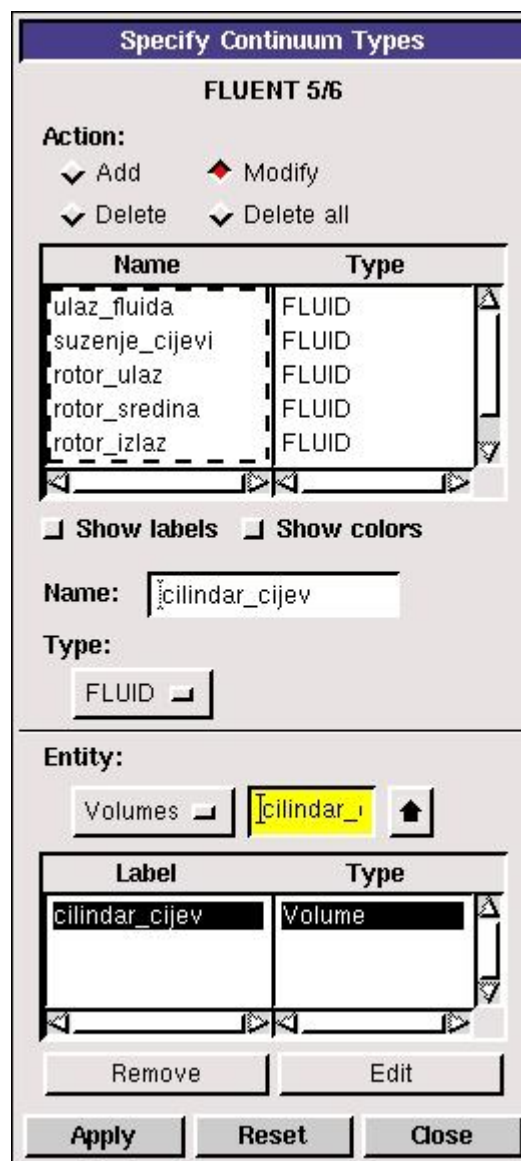 Specify Continuum Types
FLUENT 5/6
Action:
Add Modify
Delete Delete all
Name Type
ulaz_fluida FLUID
suzenje_cijevi FLUID
rotor_ulaz FLUID
rotor_sredina FLUID
rotor_izlaz FLUID
Show labels Show colors
Name: cilindar_cijev
Type:
FLUID
Entity:
Volumes cilindar_
Label Type
cilindar_cijev Volume
Remove Edit
Apply Reset Close